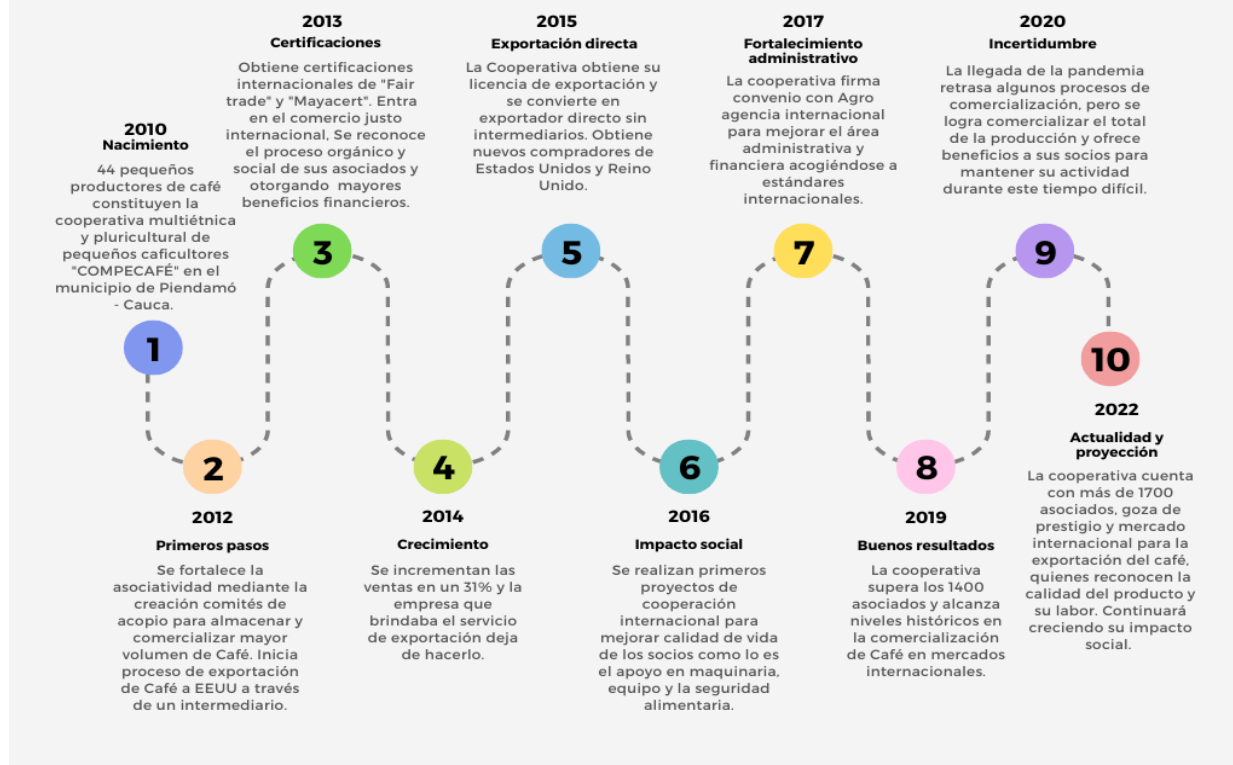 2010
Nacimiento
44 pequeños
productores de café
constituyen la
cooperativa multiétnica
y pluricultural de
pequeños caficultores
"COMPECAFÉ" en el
municipio de Piendamó
- Cauca.
1
2
2012
Primeros pasos
Se fortalece la
asociatividad mediante la
creación comités de
acopio para almacenar y
comercializar mayor
volumen de Café. Inicia
proceso de exportación
de Café a EEUU a través
de un intermediario.
2013
Certificaciones
Obtiene certificaciones
internacionales de "Fair
trade" y "Mayacert". Entra
en el comercio justo
internacional, Se reconoce
el proceso orgánico y
social de sus asociados y
otorgando mayores
beneficios financieros.
3
4
2014
Crecimiento
Se incrementan las
ventas en un 31% y la
empresa que
brindaba el servicio
de exportación deja
de hacerlo.
2015
Exportación directa
La Cooperativa obtiene su
licencia de exportación y
se convierte en
exportador directo sin
intermediarios. Obtiene
nuevos compradores de
Estados Unidos y Reino
Unido.
5
6
2016
Impacto social
Se realizan primeros
proyectos de
cooperación
internacional para
mejorar calidad de vida
de los socios como lo es
el apoyo en maquinaria,
equipo y la seguridad
alimentaria.
2017
Fortalecimiento
administrativo
La cooperativa firma
convenio con Agro
agencia internacional
para mejorar el área
administrativa y
financiera acogiéndose a
estándares
internacionales.
7
8
2019
Buenos resultados
La cooperativa
supera los 1400
asociados y alcanza
niveles históricos en
la comercialización
de Café en mercados
internacionales.
2020
Incertidumbre
La llegada de la pandemia
retrasa algunos procesos de
comercialización, pero se
logra comercializar el total
de la producción y ofrece
beneficios a sus socios para
mantener su actividad
durante este tiempo difícil.
9
10
2022
Actualidad y
proyección
La cooperativa cuenta
con más de 1700
asociados, goza de
prestigio y mercado
internacional para la
exportación del café,
quienes reconocen la
calidad del producto y
su labor. Continuará
creciendo su impacto
social.